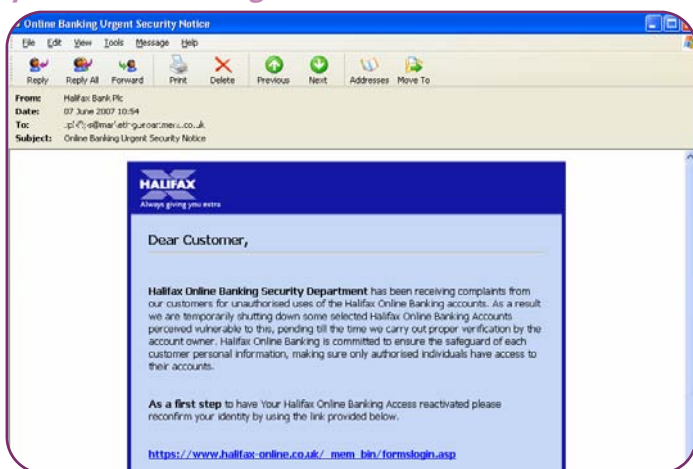 Online Banking Urgent Security Notice
File Edit View Tools Message Help
Reply Reply All Forward Print Delete Previous Next Addresses Move To
From: Halifax Bank Plc
Date: 07 June 2007 10:54
To:
Subject: Online Banking Urgent Security Notice
HALIFAX
Always giving you extra
Dear Customer,
Halifax Online Banking Security Department has been receiving complaints from
our customers for unauthorised uses of the Halifax Online Banking accounts. As a result
we are temporarily shutting down some selected Halifax Online Banking Accounts
perceived vulnerable to this, pending till the time we carry out proper verification by the
account owner. Halifax Online Banking is committed to ensure the safeguard of each
customer personal information, making sure only authorised individuals have access to
their accounts.
As a first step to have Your Halifax Online Banking Access reactivated please
reconfirm your identity by using the link provided below.
https://www.halifax-online.co.uk/_mem_bin/formslogin.asp